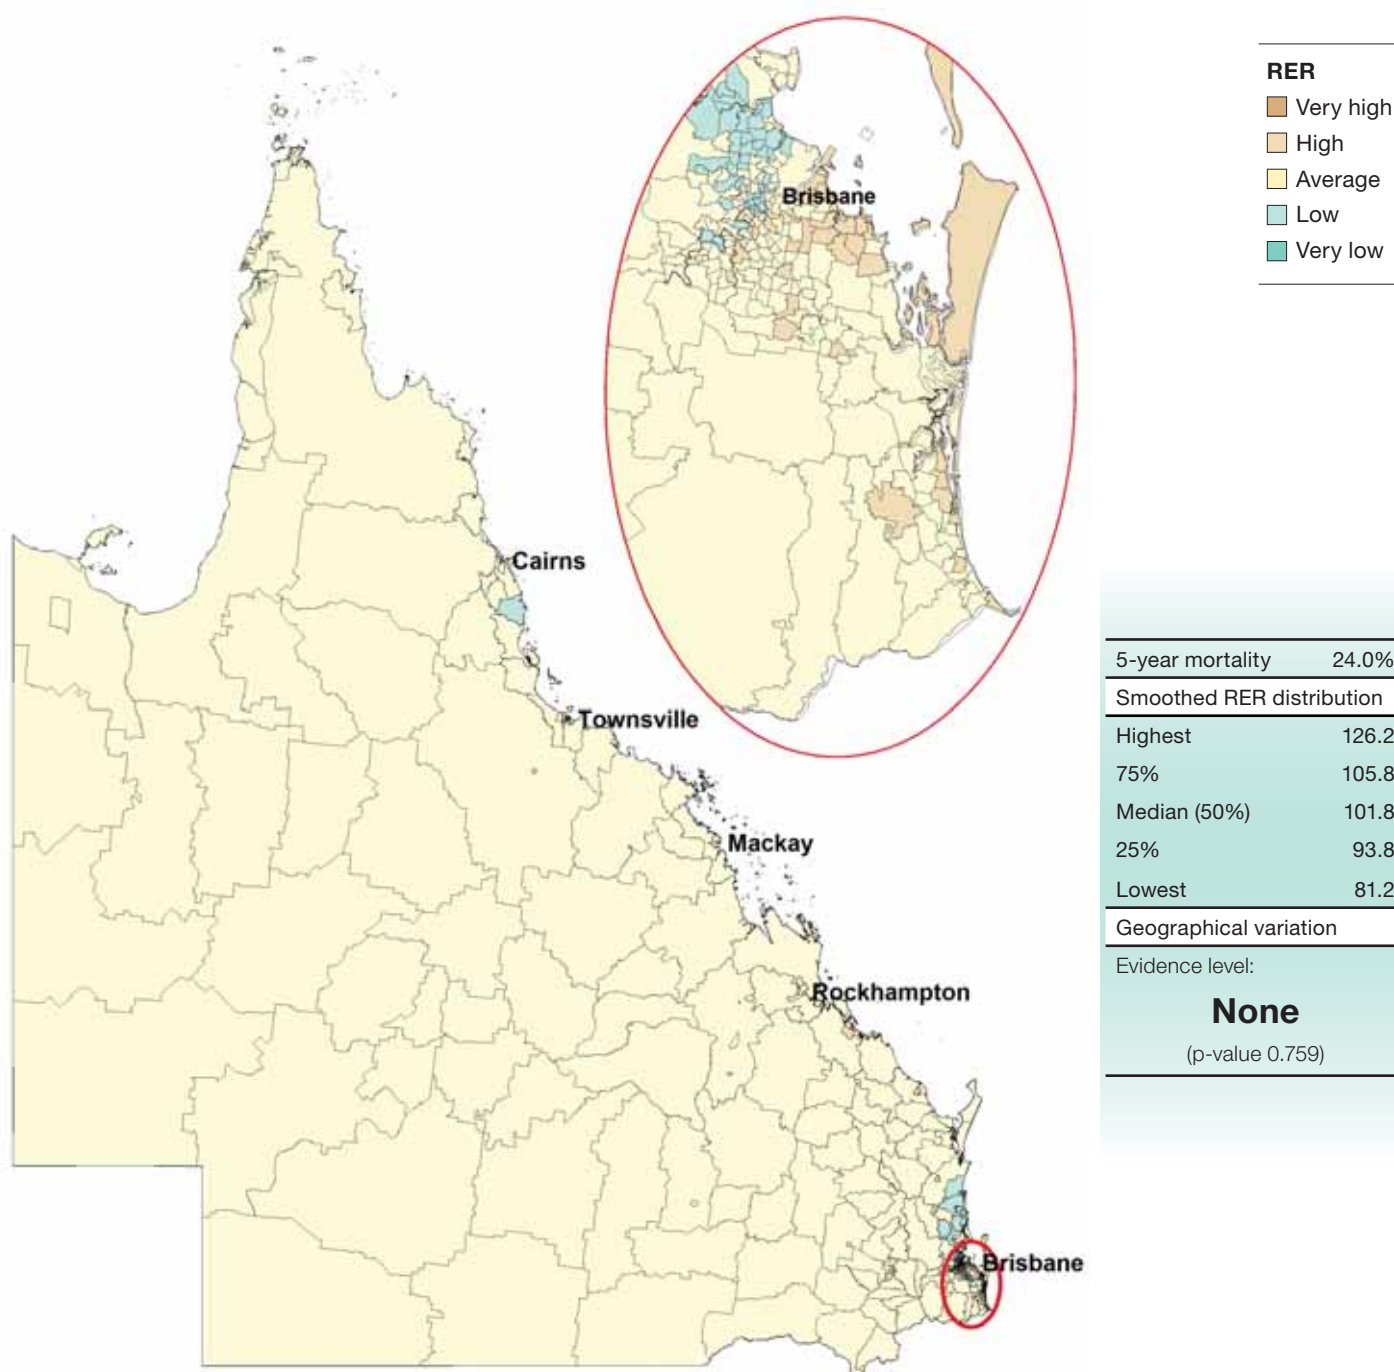 RER
Very high
High
Average
Low
Very low
Brisbane
Cairns
Townsville
Mackay
Rockhampton
Brisbane
5-year mortality 24.0%
Smoothed RER distribution
Highest 126.2
75% 105.8
Median (50%) 101.8
25% 93.8
Lowest 81.2
Geographical variation
Evidence level:
None
(p-value 0.759)